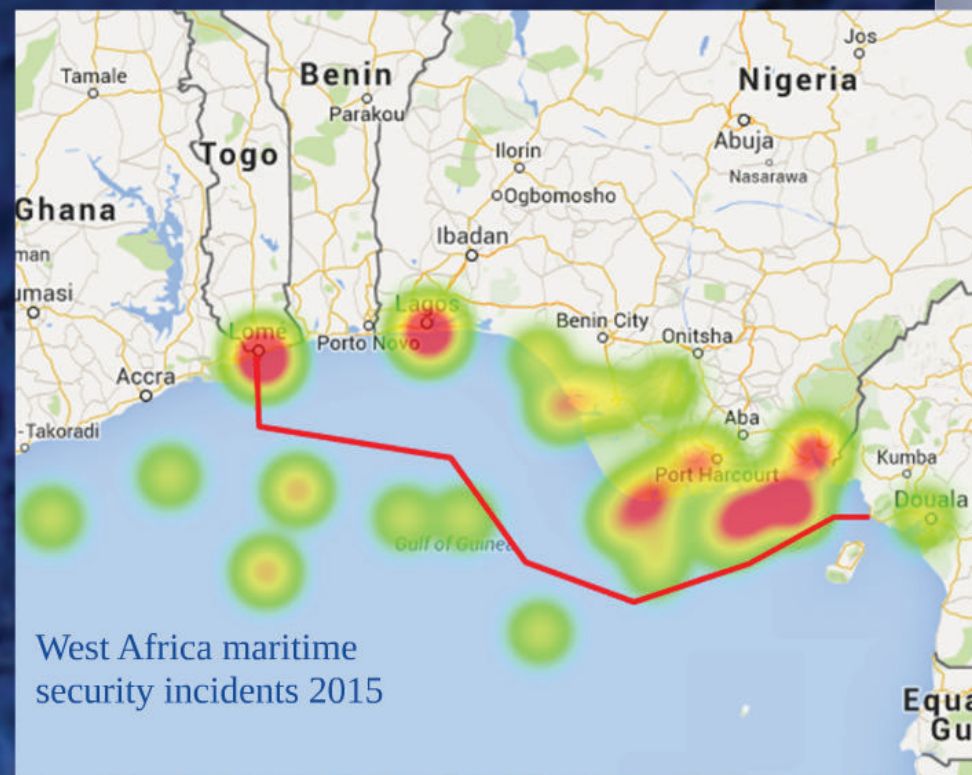 Jos
Tamale
Benin
Nigeria
Parakou
Abuja
Togo
Ilorin
Nasarawa
Ogbomosho
Ghana
Ibadan
man
umasi
Lagos
Benin City
Lomé
Porto Novo
Onitsha
Accra
Aba
-Takoradi
Kumba
Port Harcourt
Douala
Gulf of Guinea
West Africa maritime
security incidents 2015
Equa
Gu